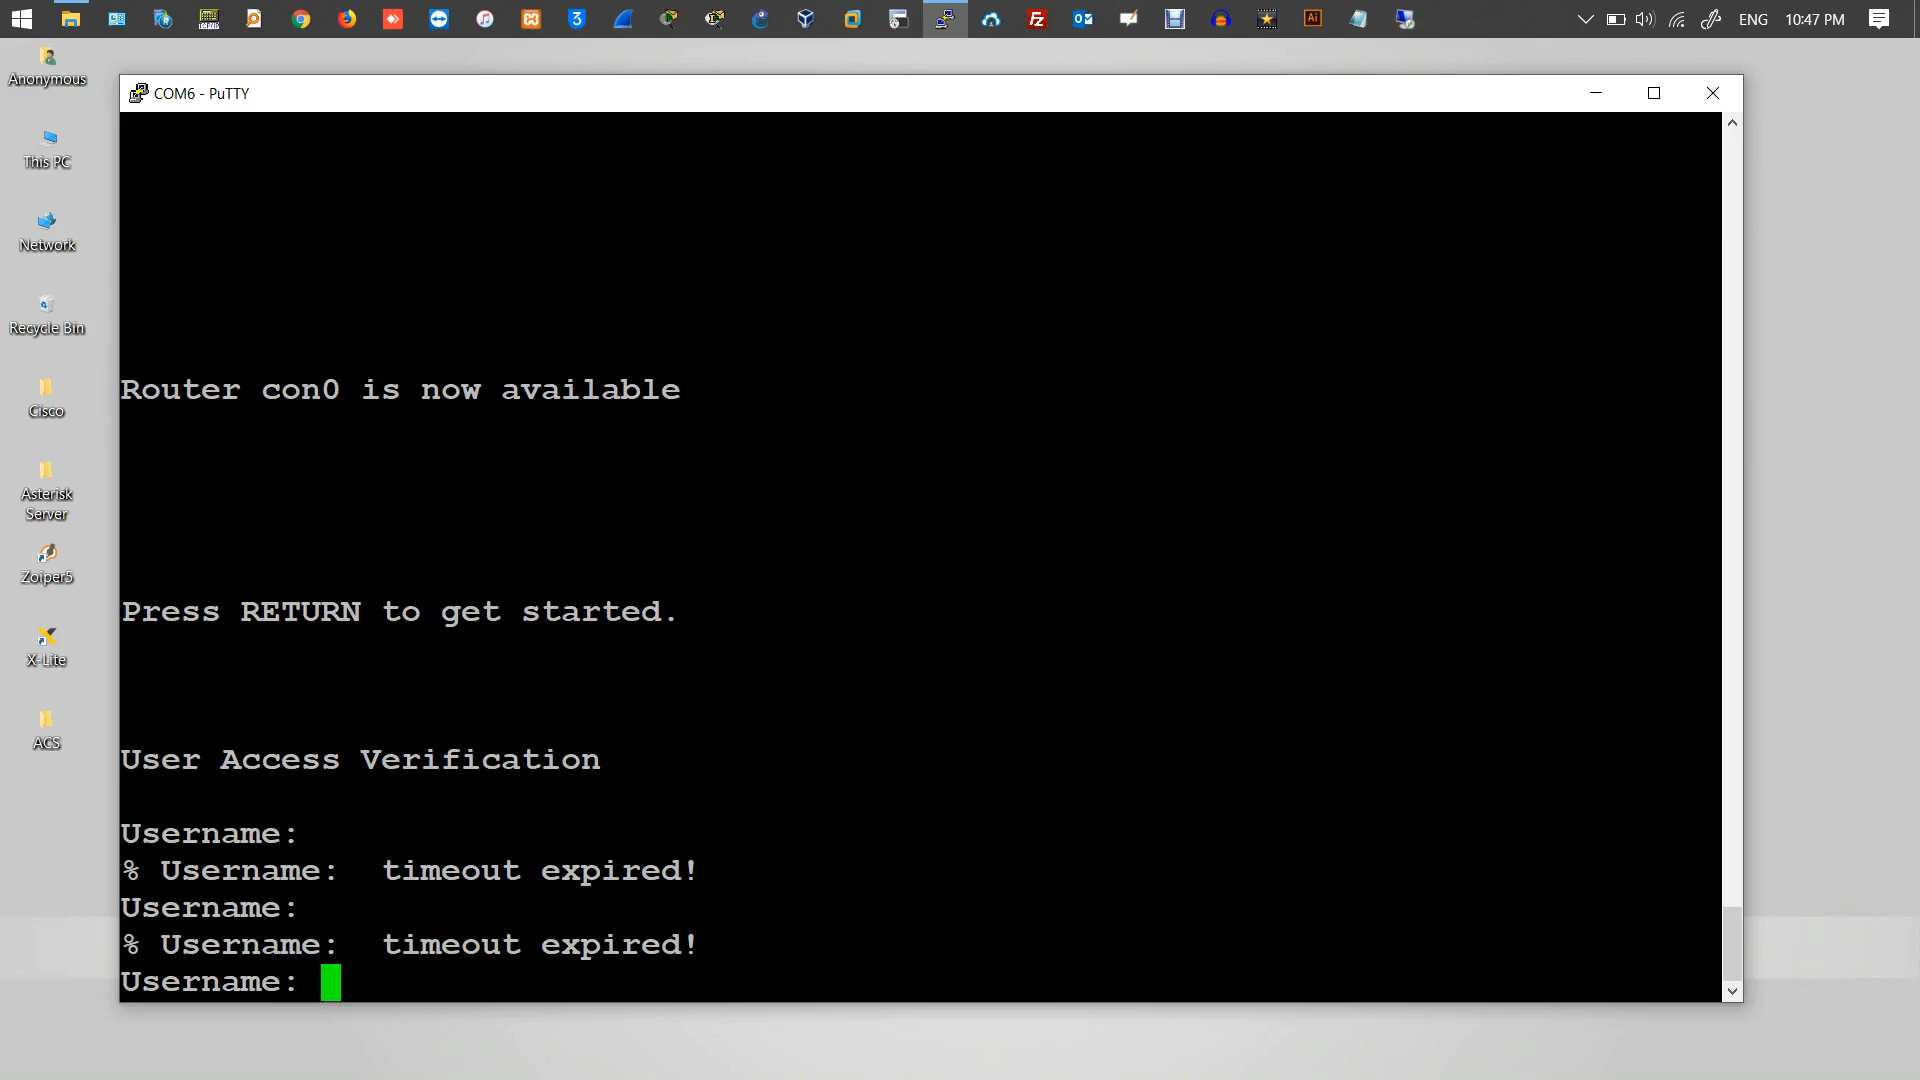 ENG 10:47 PM
Anonymous
This PC
Network
Recycle Bin
Cisco
Asterisk
Server
Zoiper5
X-Lite
ACS
COM6 - PuTTY
Router con0 is now available
Press RETURN to get started.
User Access Verification
Username:
% Username:  timeout expired!
Username:
% Username:  timeout expired!
Username: